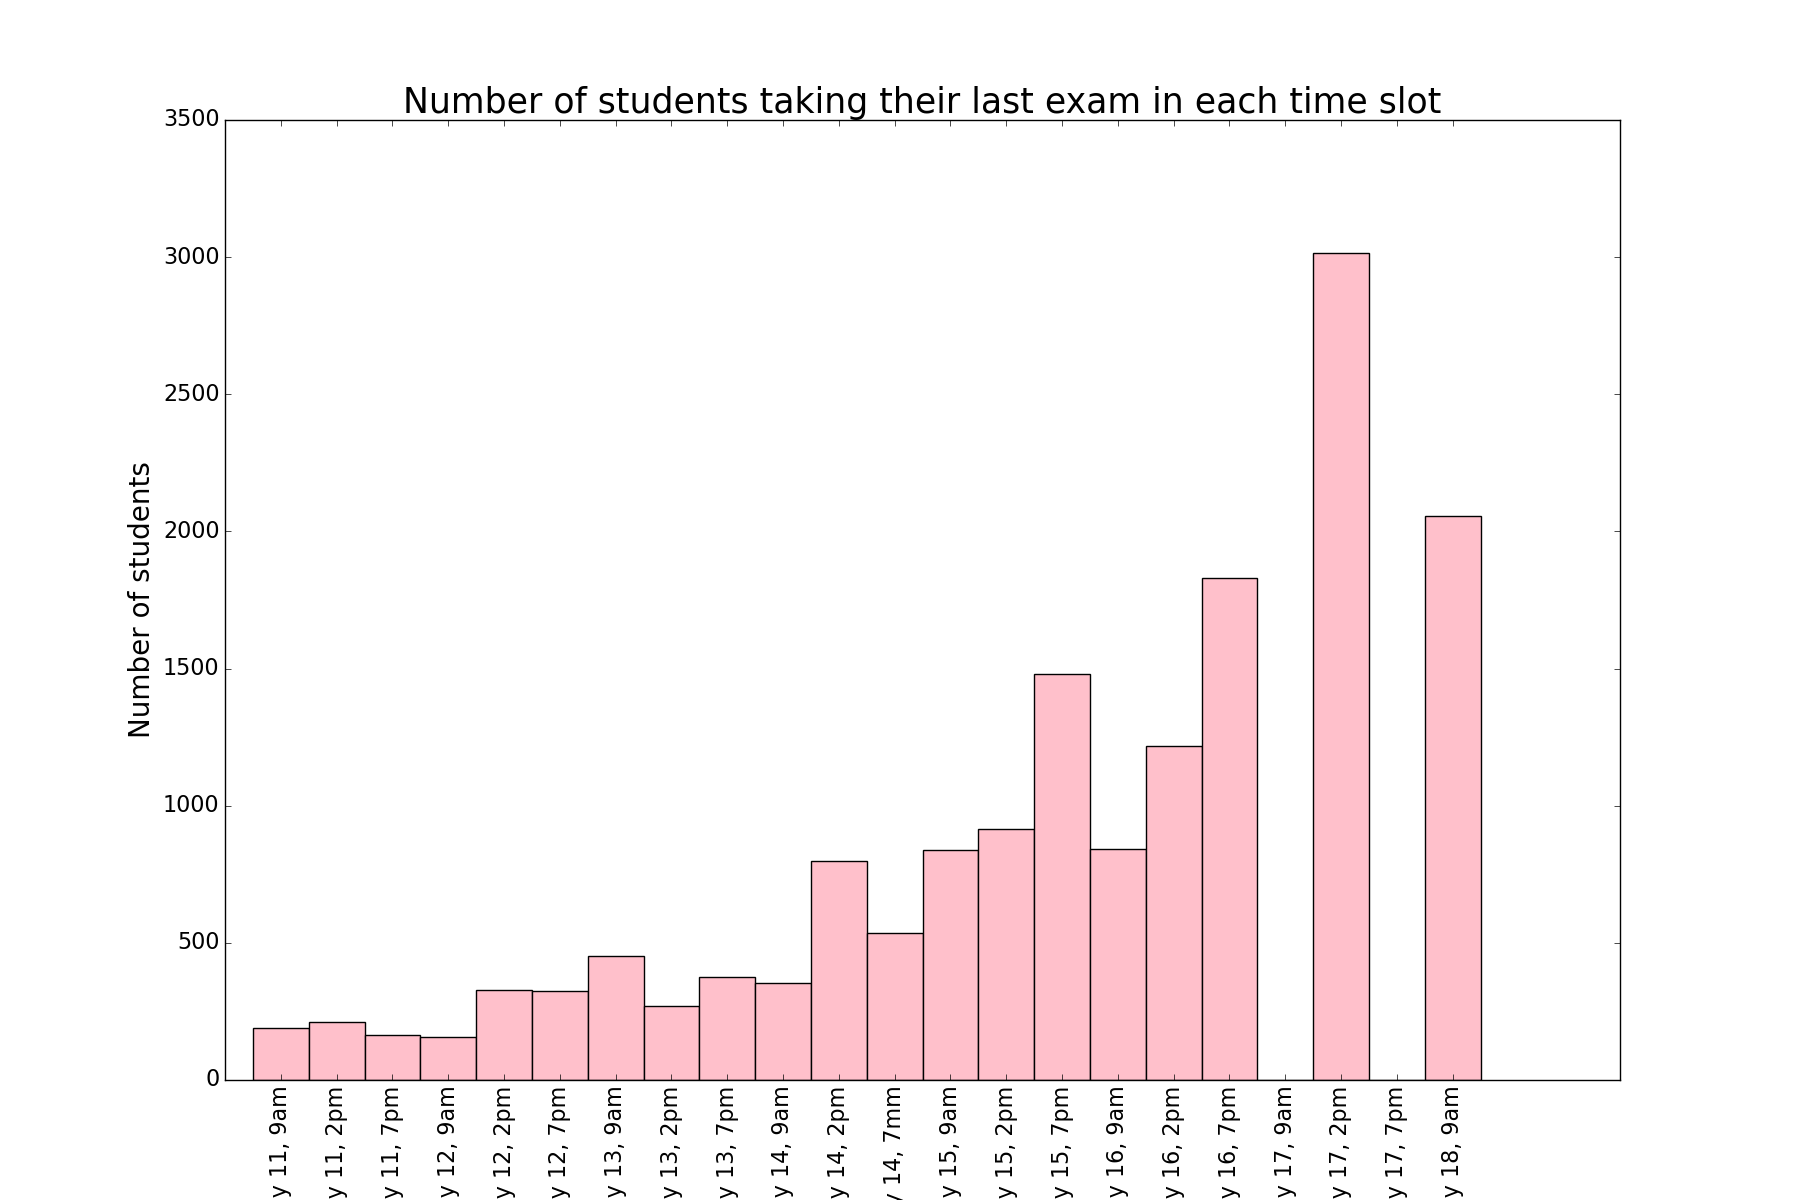 Number of students taking their last exam in each time slot
Number of students
3500
3000
2500
2000
1500
1000
500
0
y 11, 9am
y 11, 2pm
y 11, 7pm
y 12, 9am
y 12, 2pm
y 12, 7pm
y 13, 9am
y 13, 2pm
y 13, 7pm
y 14, 9am
y 14, 2pm
y 14, 7mm
y 15, 9am
y 15, 2pm
y 15, 7pm
y 16, 9am
y 16, 2pm
y 16, 7pm
y 17, 9am
y 17, 2pm
y 17, 7pm
y 18, 9am